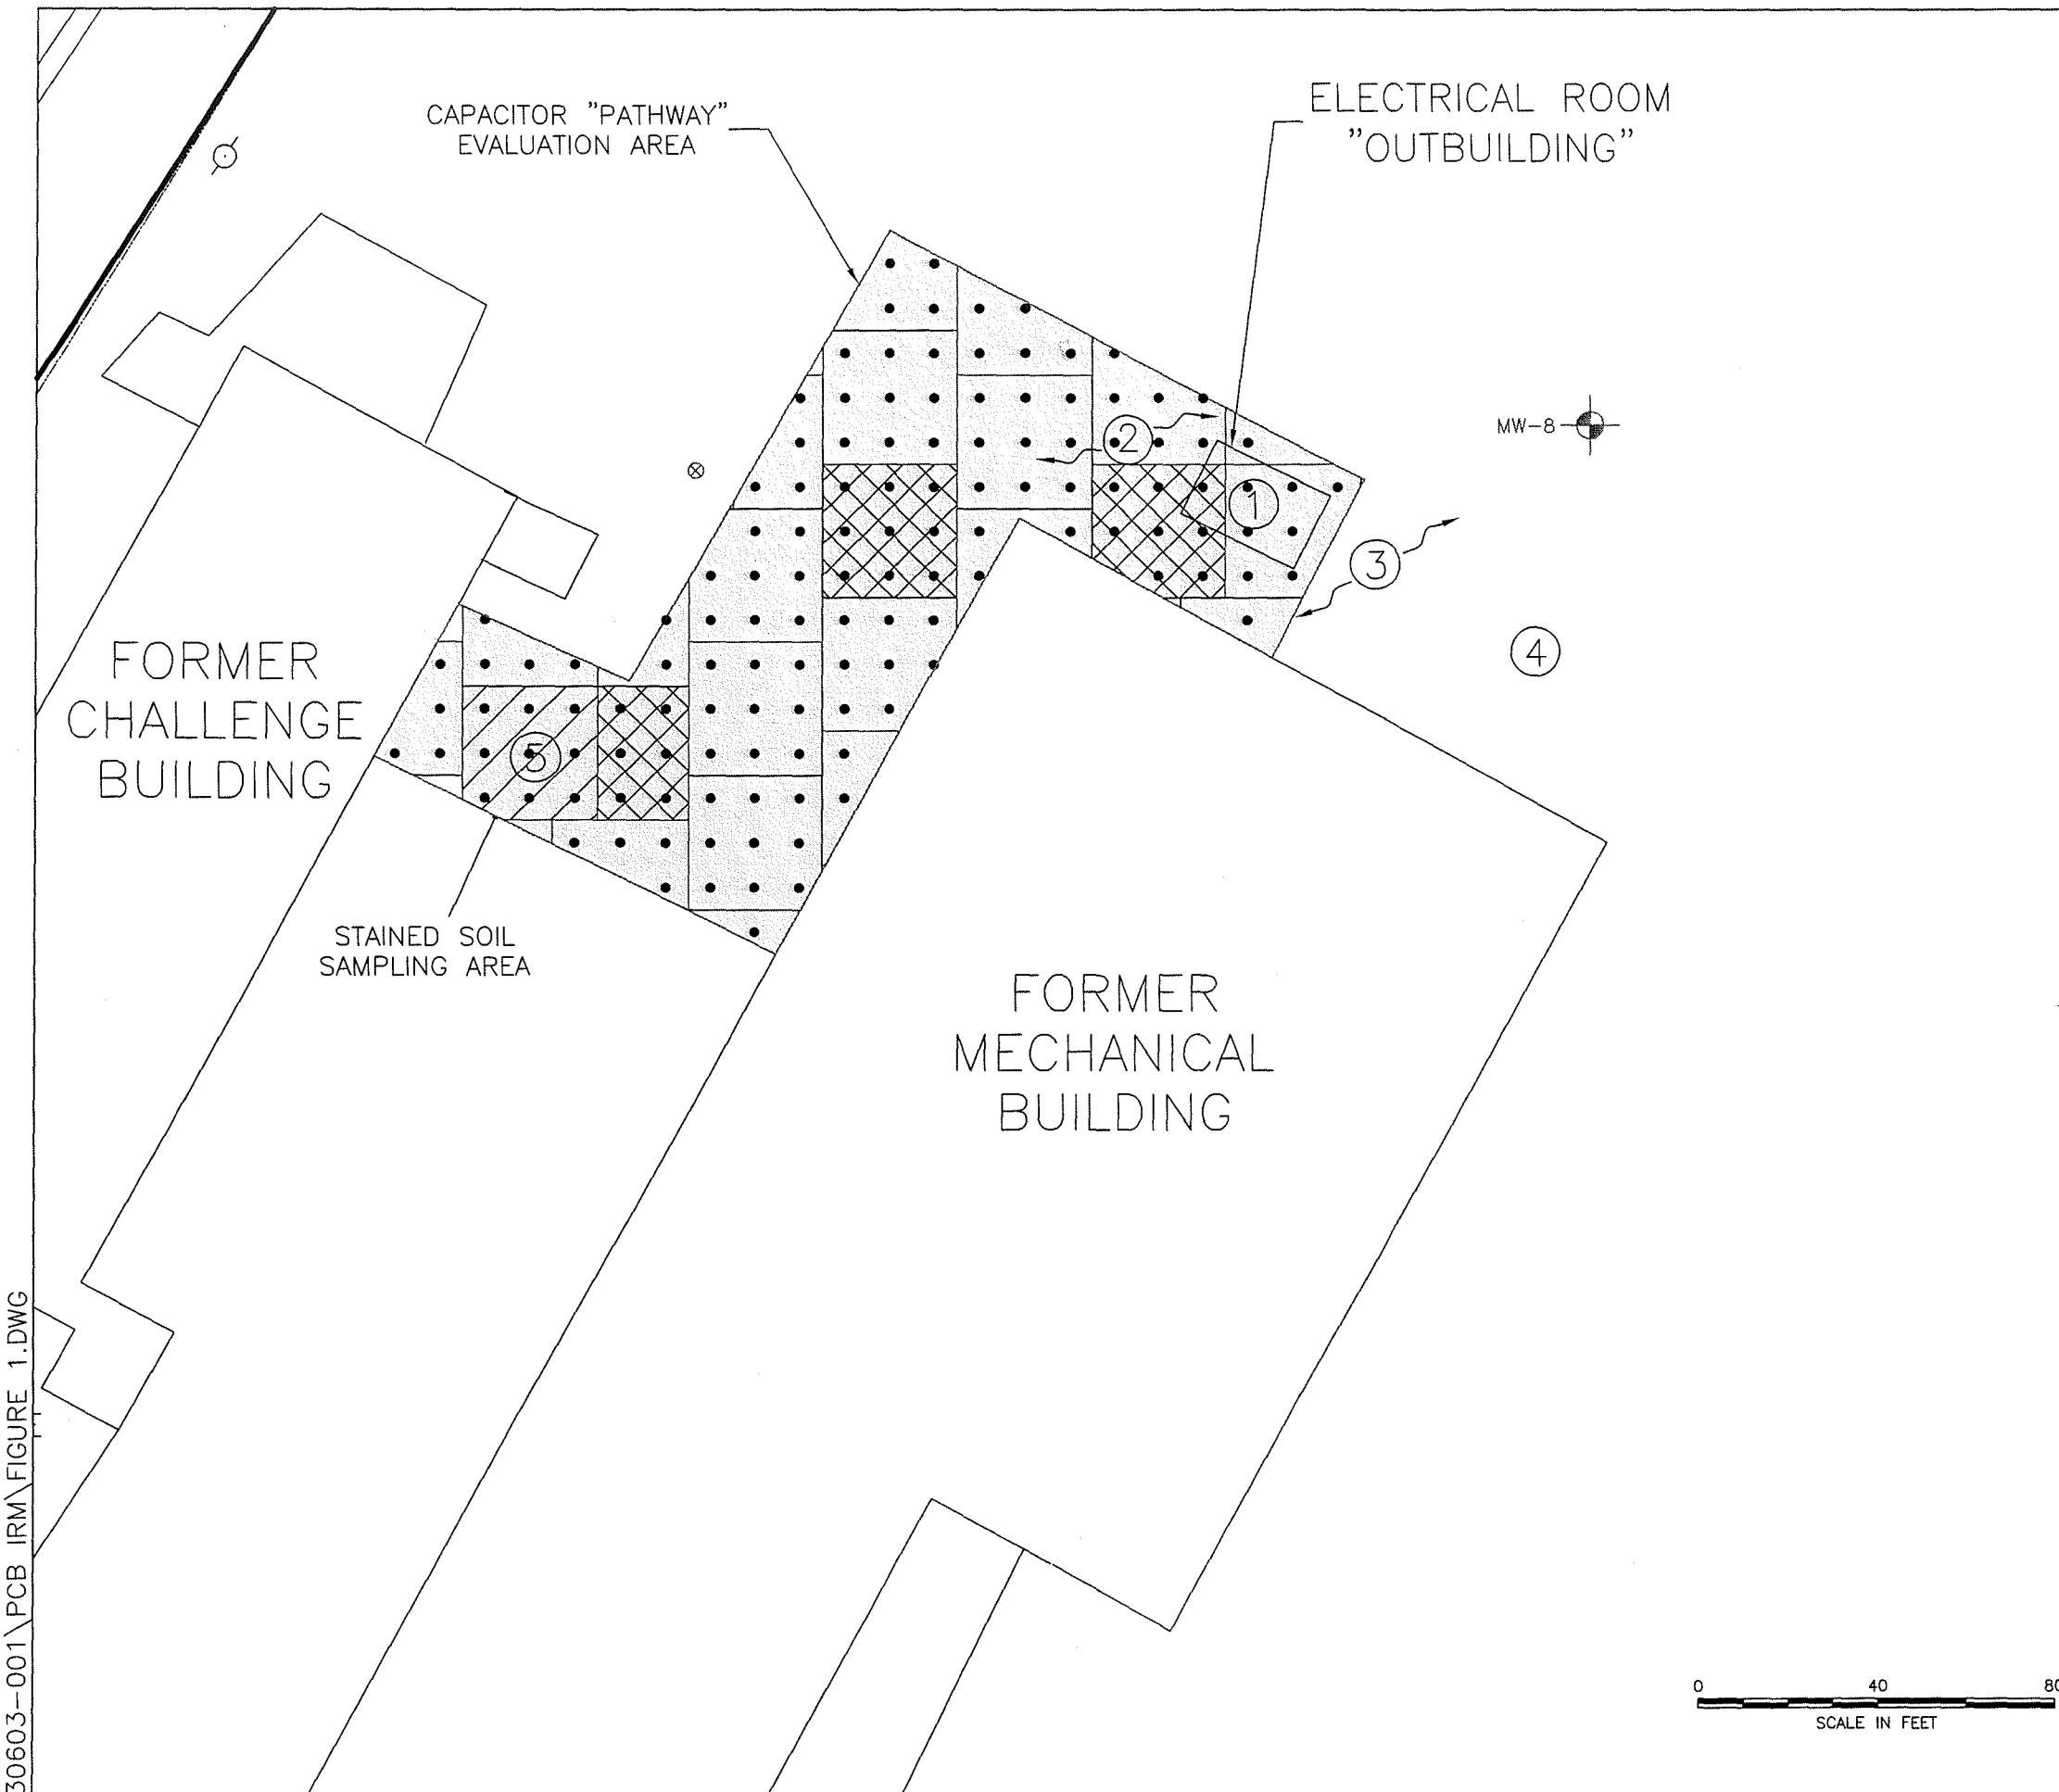 CAPACITOR "PATHWAY"
EVALUATION AREA
ELECTRICAL ROOM
"OUTBUILDING"
MW-8
2
1
3
4
5
FORMER
CHALLENGE
BUILDING
STAINED SOIL
SAMPLING AREA
FORMER
MECHANICAL
BUILDING
0 40 80
SCALE IN FEET
30603-001\PCB IRM\FIGURE 1.DWG